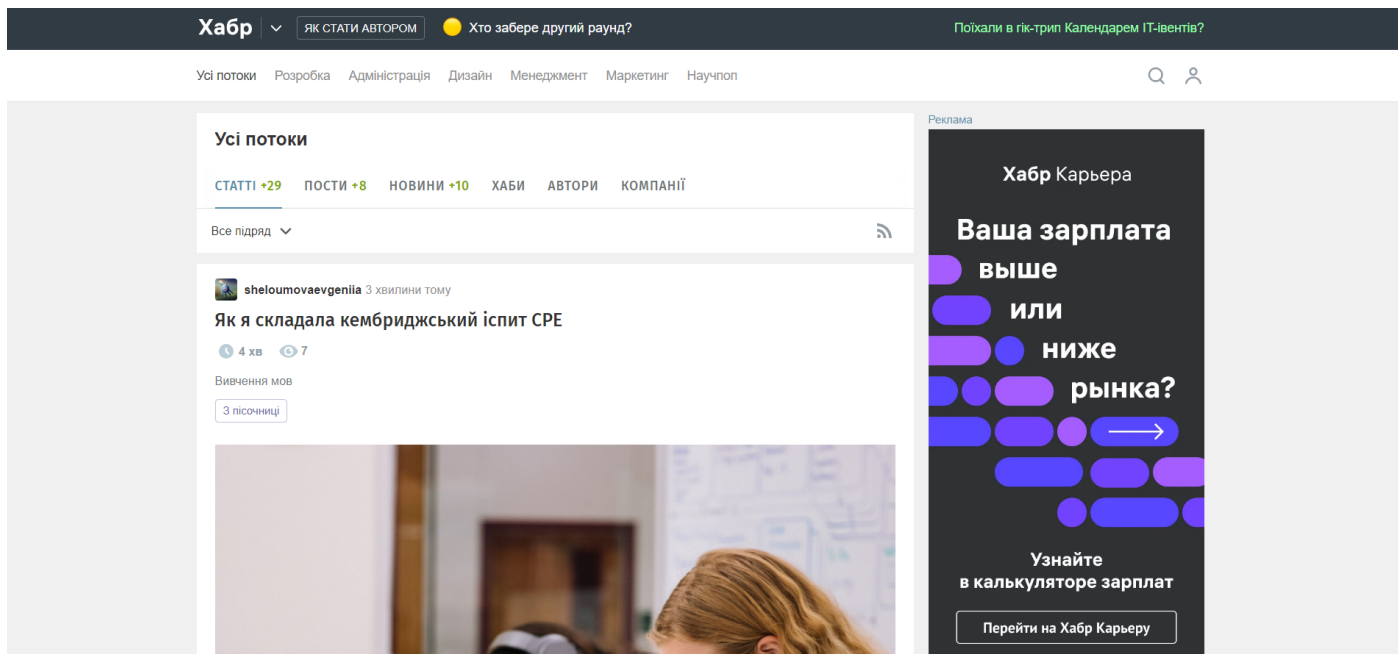 Хабр
ЯК СТАТИ АВТОРОМ
Хто забере другий раунд?
Поїхали в гік-трип Календарем ІТ-івентів?
Усі потоки Розробка Адміністрація Дизайн Менеджмент Маркетинг Научпоп
Усі потоки
СТАТТІ +29 ПОСТИ +8 НОВИНИ +10 ХАБИ АВТОРИ КОМПАНІЇ
Все підряд
sheloumovaevgeniia 3 хвилини тому
Як я складала кембриджський іспит CPE
4 хв 7
Вивчення мов
З пісочниці
Реклама
Хабр Карьера
Ваша зарплата
выше
или
ниже
рынка?
Узнайте
в калькуляторе зарплат
Перейти на Хабр Карьеру